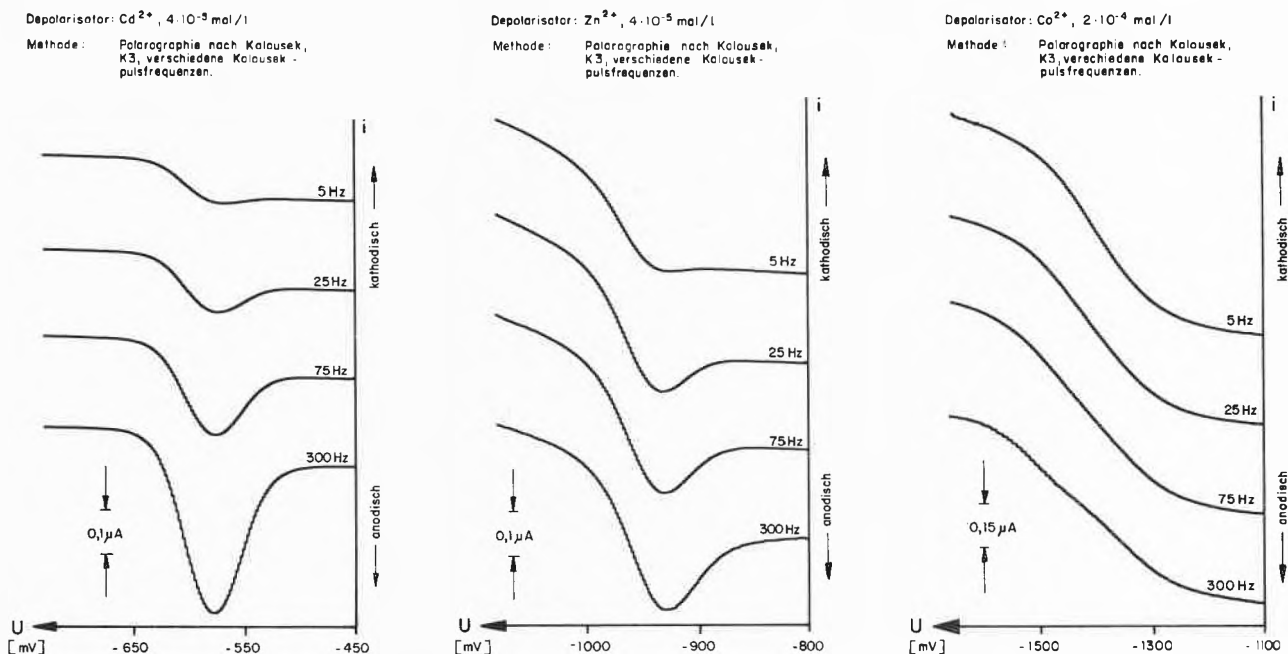 Depolarisator: Cd²⁺, 4·10⁻⁵ mol/l
Methode: Polarographie nach Kalousek,
K3, verschiedene Kalousek-
pulsfrequenzen.
i
kathodisch
5 Hz
25 Hz
75 Hz
300 Hz
0,1 µA
anodisch
U
[mV]
-650
-550
-450
Depolarisator: Zn²⁺, 4·10⁻⁵ mol/l
Methode: Polarographie nach Kalousek,
K3, verschiedene Kalousek-
pulsfrequenzen.
i
kathodisch
5 Hz
25 Hz
75 Hz
300 Hz
0,1 µA
anodisch
U
[mV]
-1000
-900
-800
Depolarisator: Co²⁺, 2·10⁻⁴ mol/l
Methode: Polarographie nach Kalousek,
K3, verschiedene Kalousek-
pulsfrequenzen.
i
kathodisch
5 Hz
25 Hz
75 Hz
300 Hz
0,15 µA
anodisch
U
[mV]
-1500
-1300
-1100